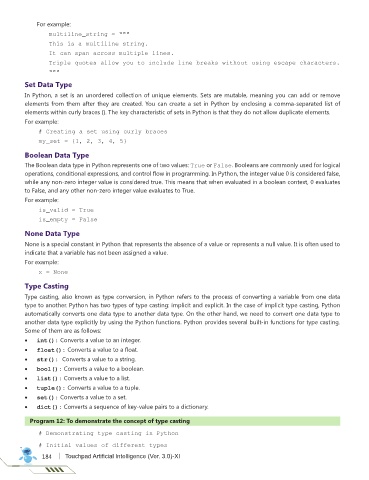 For example:
multiline_string = """
This is a multiline string.
It can span across multiple lines.
Triple quotes allow you to include line breaks without using escape characters.
"""
Set Data Type
In Python, a set is an unordered collection of unique elements. Sets are mutable, meaning you can add or remove
elements from them after they are created. You can create a set in Python by enclosing a comma-separated list of
elements within curly braces {}. The key characteristic of sets in Python is that they do not allow duplicate elements.
For example:
# Creating a set using curly braces
my_set = {1, 2, 3, 4, 5}
Boolean Data Type
The Boolean data type in Python represents one of two values: True or False. Booleans are commonly used for logical
operations, conditional expressions, and control flow in programming. In Python, the integer value 0 is considered false,
while any non-zero integer value is considered true. This means that when evaluated in a boolean context, 0 evaluates
to False, and any other non-zero integer value evaluates to True.
For example:
is_valid = True
is_empty = False
None Data Type
None is a special constant in Python that represents the absence of a value or represents a null value. It is often used to
indicate that a variable has not been assigned a value.
For example:
x = None
Type Casting
Type casting, also known as type conversion, in Python refers to the process of converting a variable from one data
type to another. Python has two types of type casting: implicit and explicit. In the case of implicit type casting, Python
automatically converts one data type to another data type. On the other hand, we need to convert one data type to
another data type explicitly by using the Python functions. Python provides several built-in functions for type casting.
Some of them are as follows:
• int(): Converts a value to an integer.
• float(): Converts a value to a float.
• str(): Converts a value to a string.
• bool(): Converts a value to a boolean.
• list(): Converts a value to a list.
• tuple(): Converts a value to a tuple.
• set(): Converts a value to a set.
• dict(): Converts a sequence of key-value pairs to a dictionary.
Program 12: To demonstrate the concept of type casting
# Demonstrating type casting in Python
# Initial values of different types
184 | Touchpad Artificial Intelligence (Ver. 3.0)-XI